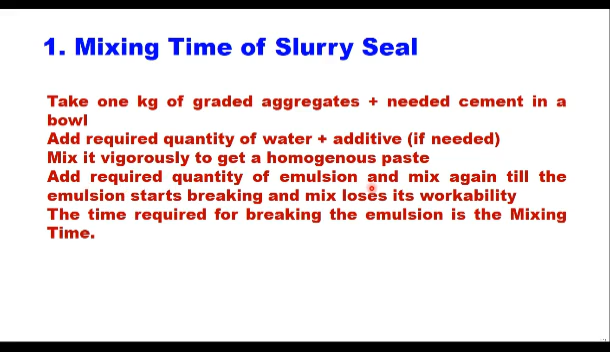 1. Mixing Time of Slurry Seal
Take one kg of graded aggregates + needed cement in a
bowl
Add required quantity of water + additive (if needed)
Mix it vigorously to get a homogenous paste
Add required quantity of emulsion and mix again till the
emulsion starts breaking and mix loses its workability
The time required for breaking the emulsion is the Mixing
Time.